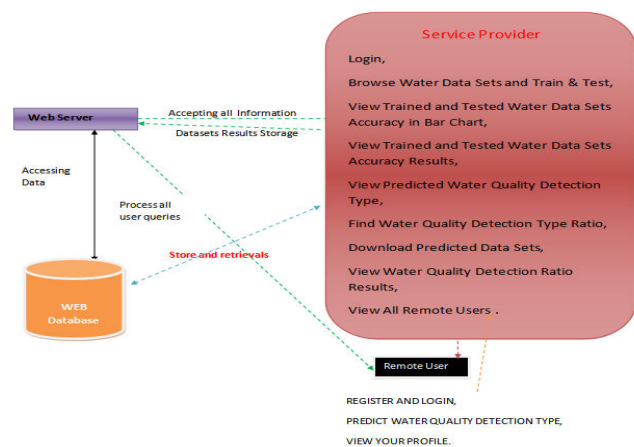 Service Provider
Login,
Browse Water Data Sets and Train & Test,
View Trained and Tested Water Data Sets
Accuracy in Bar Chart,
View Trained and Tested Water Data Sets
Accuracy Results,
View Predicted Water Quality Detection
Type,
Find Water Quality Detection Type Ratio,
Download Predicted Data Sets,
View Water Quality Detection Ratio
Results,
View All Remote Users .
Web Server
Accepting all Information
Datasets Results Storage
Accessing
Data
Process all
user queries
Store and retrievals
WEB
Database
Remote User
REGISTER AND LOGIN,
PREDICT WATER QUALITY DETECTION TYPE,
VIEW YOUR PROFILE.